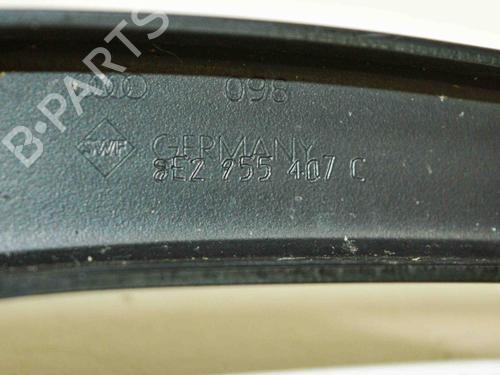 B-PARTS
098
SWF GERMANY
8E2 955 407 C